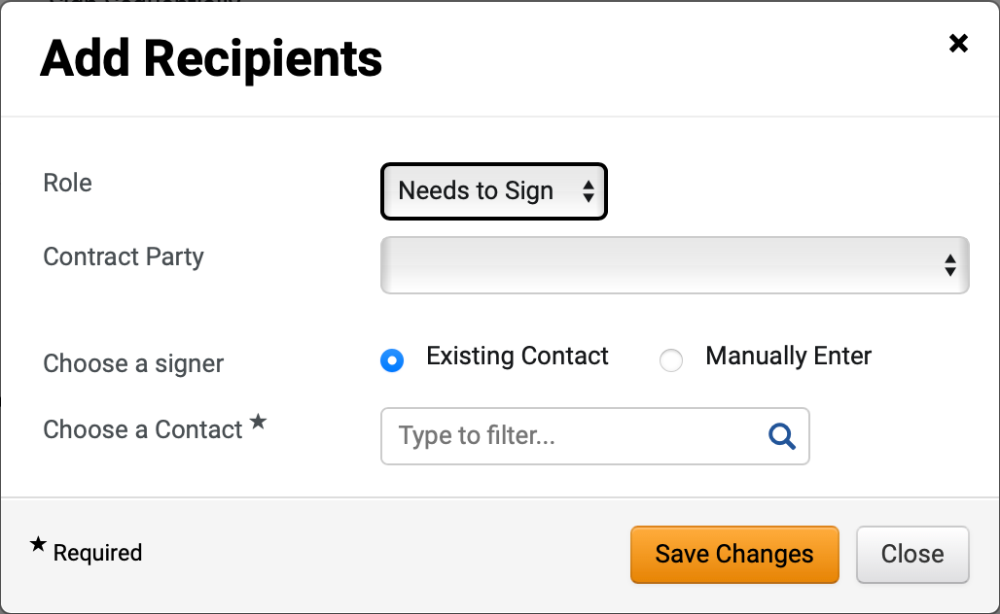 Add Recipients
Role
Needs to Sign
Contract Party
Choose a signer
Existing Contact
Manually Enter
Choose a Contact ★
Type to filter...
★ Required
Save Changes
Close